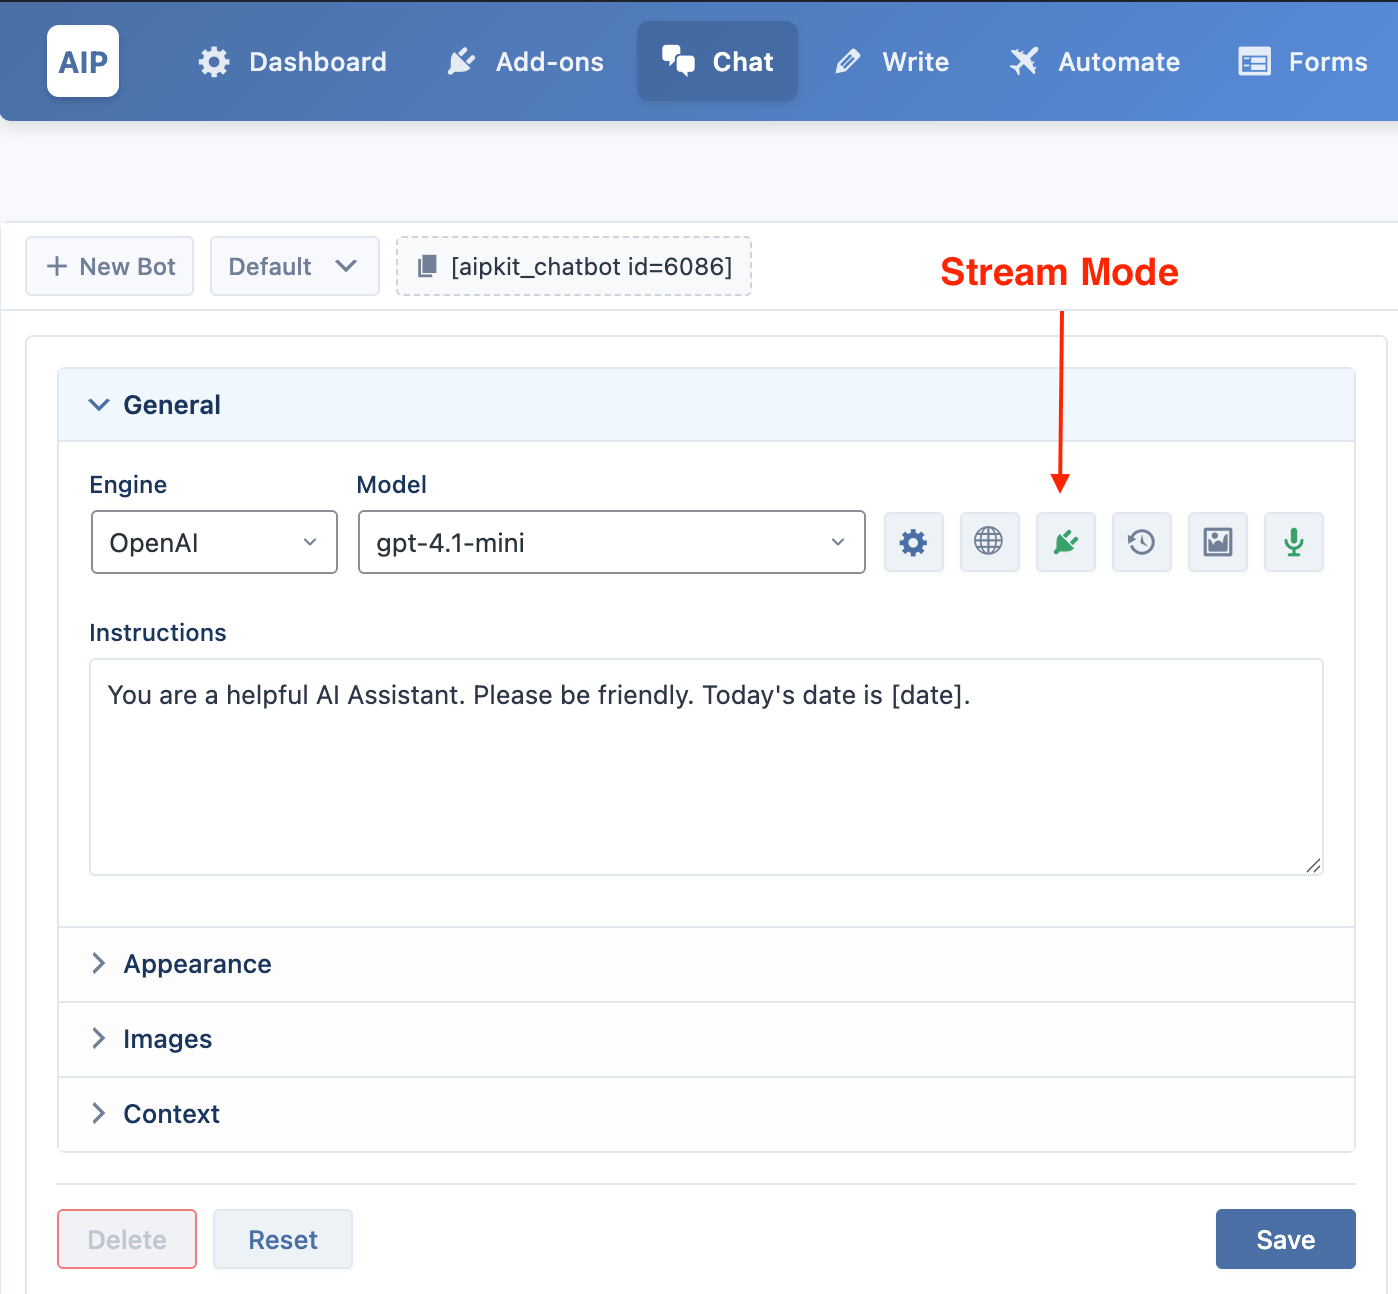 AIP Dashboard Add-ons Chat Write Automate Forms
New Bot Default [aipkit_chatbot id=6086]
Stream Mode
General
Engine Model
OpenAI gpt-4.1-mini
Instructions
You are a helpful AI Assistant. Please be friendly. Today's date is [date].
Appearance
Images
Context
Delete Reset Save